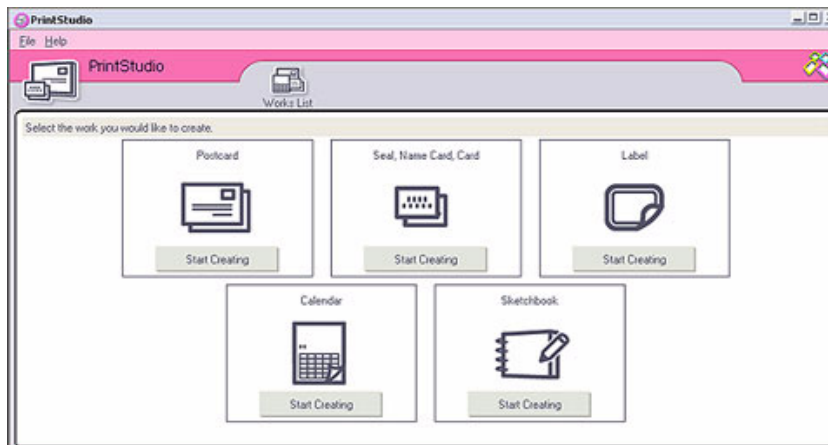 PrintStudio
File Help
PrintStudio
Works List
Select the work you would like to create.
Postcard
Seal, Name Card, Card
Label
Start Creating
Start Creating
Start Creating
Calendar
Sketchbook
Start Creating
Start Creating